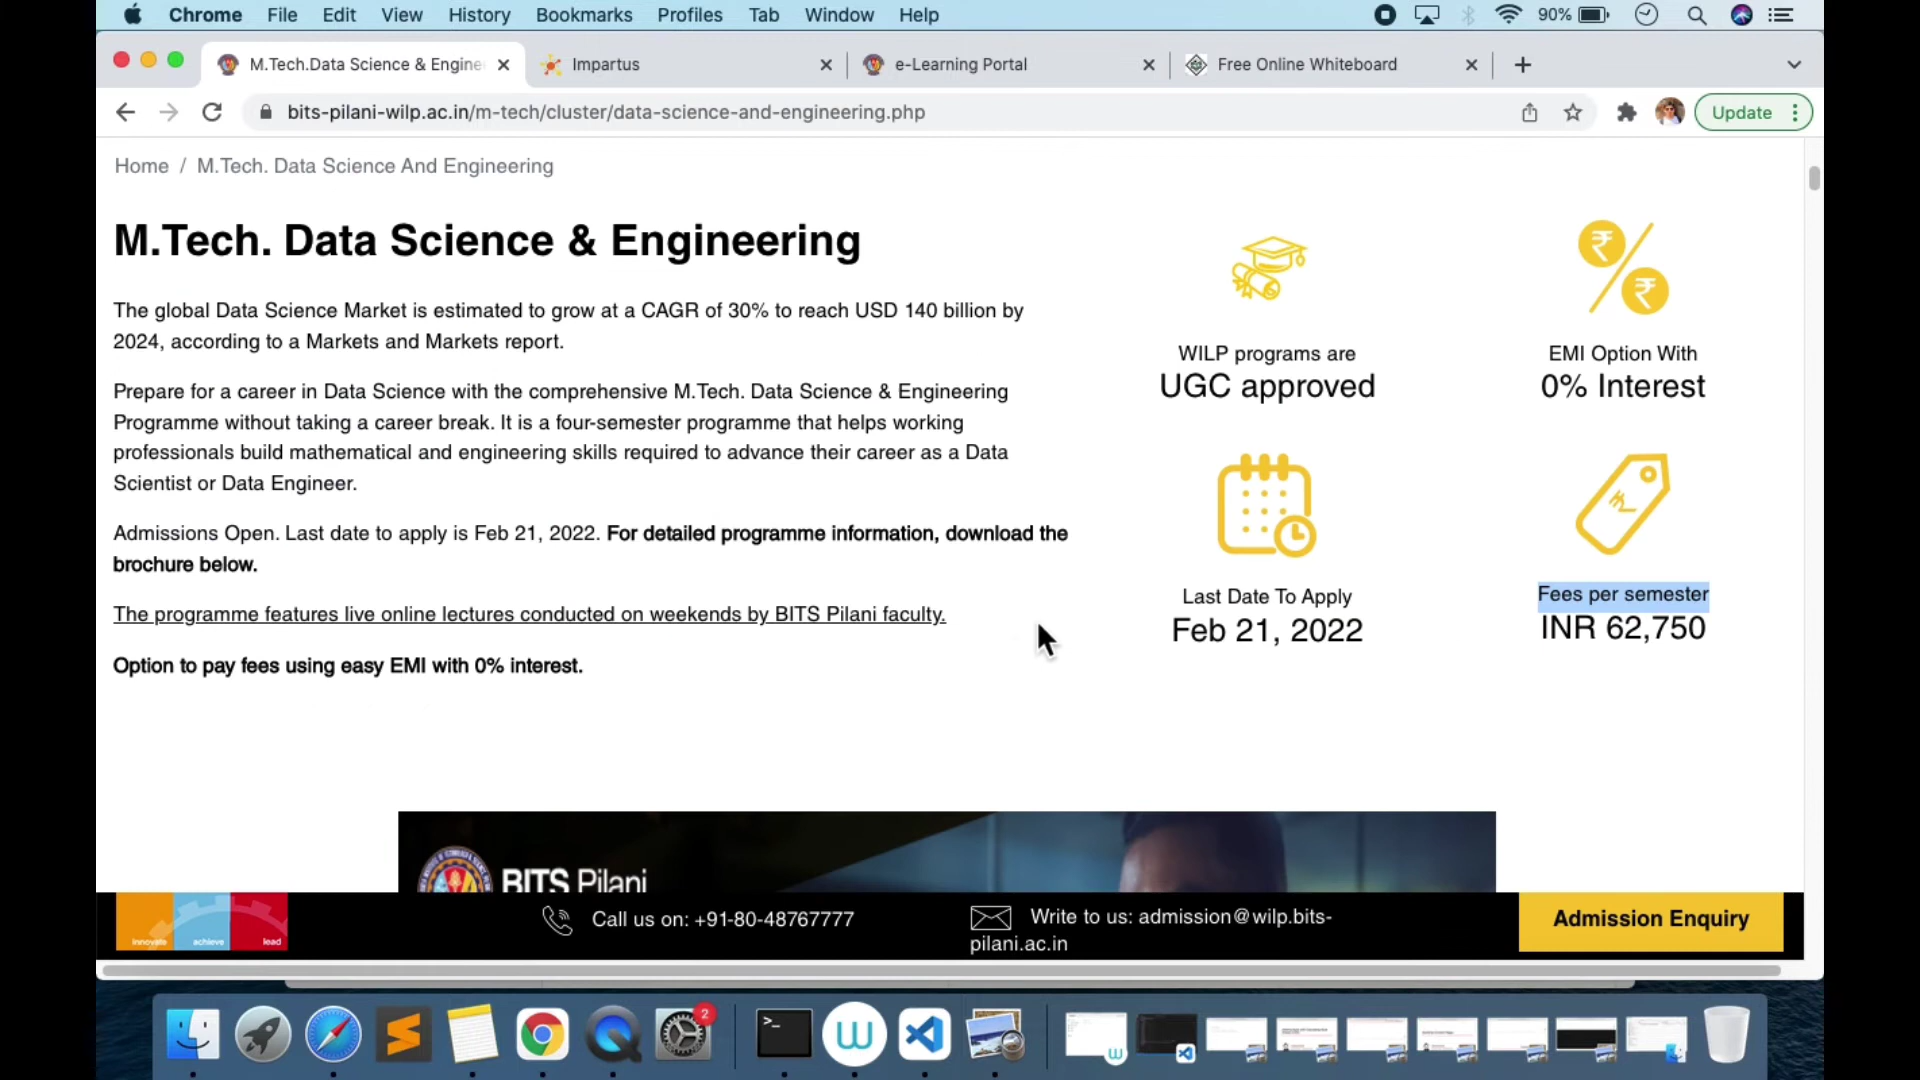 Chrome File Edit View History Bookmarks Profiles Tab Window Help 90%
M.Tech.Data Science & Engine Impartus e-Learning Portal Free Online Whiteboard
bits-pilani-wilp.ac.in/m-tech/cluster/data-science-and-engineering.php Update
Home / M.Tech. Data Science And Engineering
M.Tech. Data Science & Engineering
The global Data Science Market is estimated to grow at a CAGR of 30% to reach USD 140 billion by
2024, according to a Markets and Markets report.
Prepare for a career in Data Science with the comprehensive M.Tech. Data Science & Engineering
Programme without taking a career break. It is a four-semester programme that helps working
professionals build mathematical and engineering skills required to advance their career as a Data
Scientist or Data Engineer.
Admissions Open. Last date to apply is Feb 21, 2022. For detailed programme information, download the
brochure below.
The programme features live online lectures conducted on weekends by BITS Pilani faculty.
Option to pay fees using easy EMI with 0% interest.
WILP programs are
UGC approved
EMI Option With
0% Interest
Last Date To Apply
Feb 21, 2022
Fees per semester
INR 62,750
BITS Pilani
innovate achieve lead
Call us on: +91-80-48767777
Write to us: admission@wilp.bits-
pilani.ac.in
Admission Enquiry
2